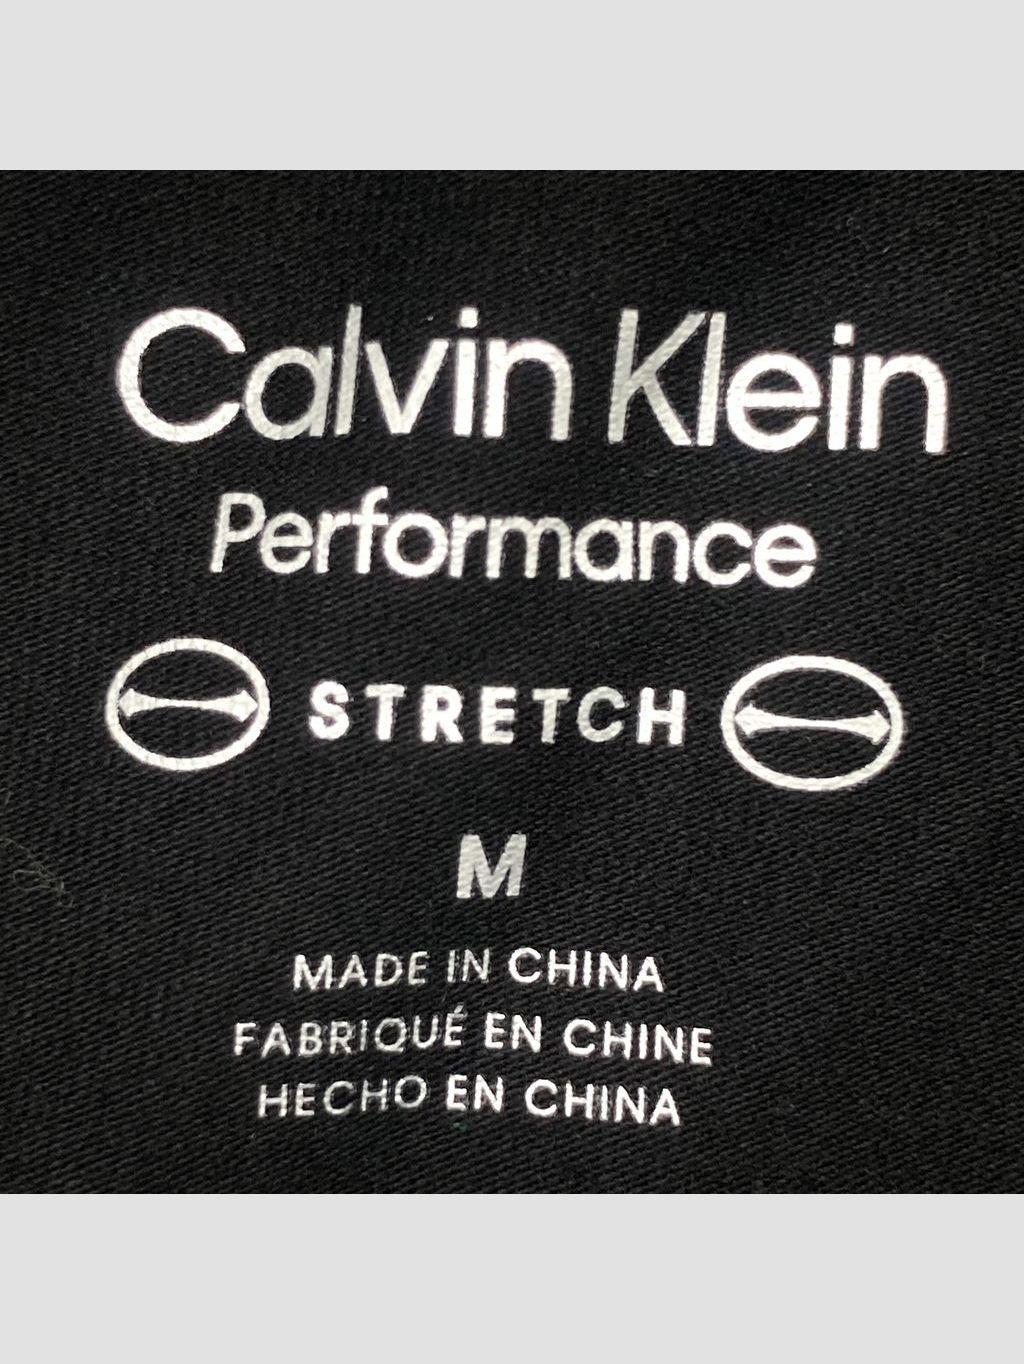 Calvin Klein
Performance
STRETCH
M
MADE IN CHINA
FABRIQUÉ EN CHINE
HECHO EN CHINA